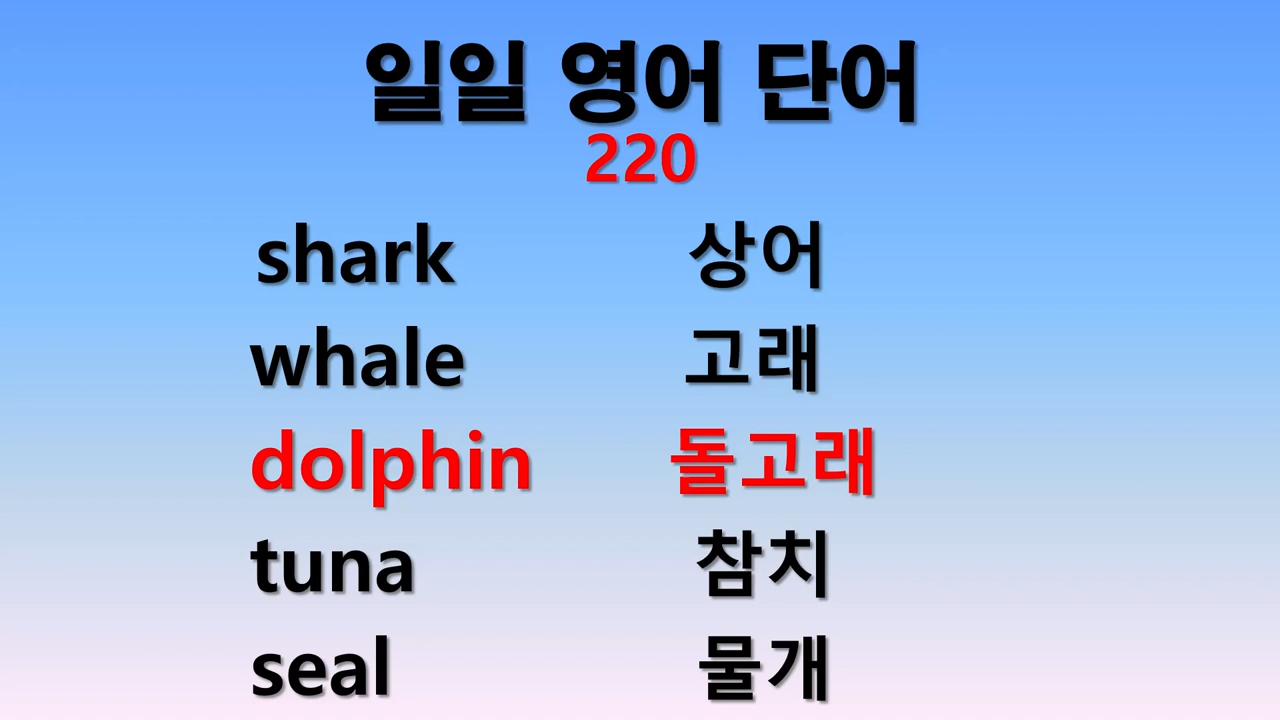 일일 영어 단어
220
shark 상어
whale 고래
dolphin 돌고래
tuna 참치
seal 물개